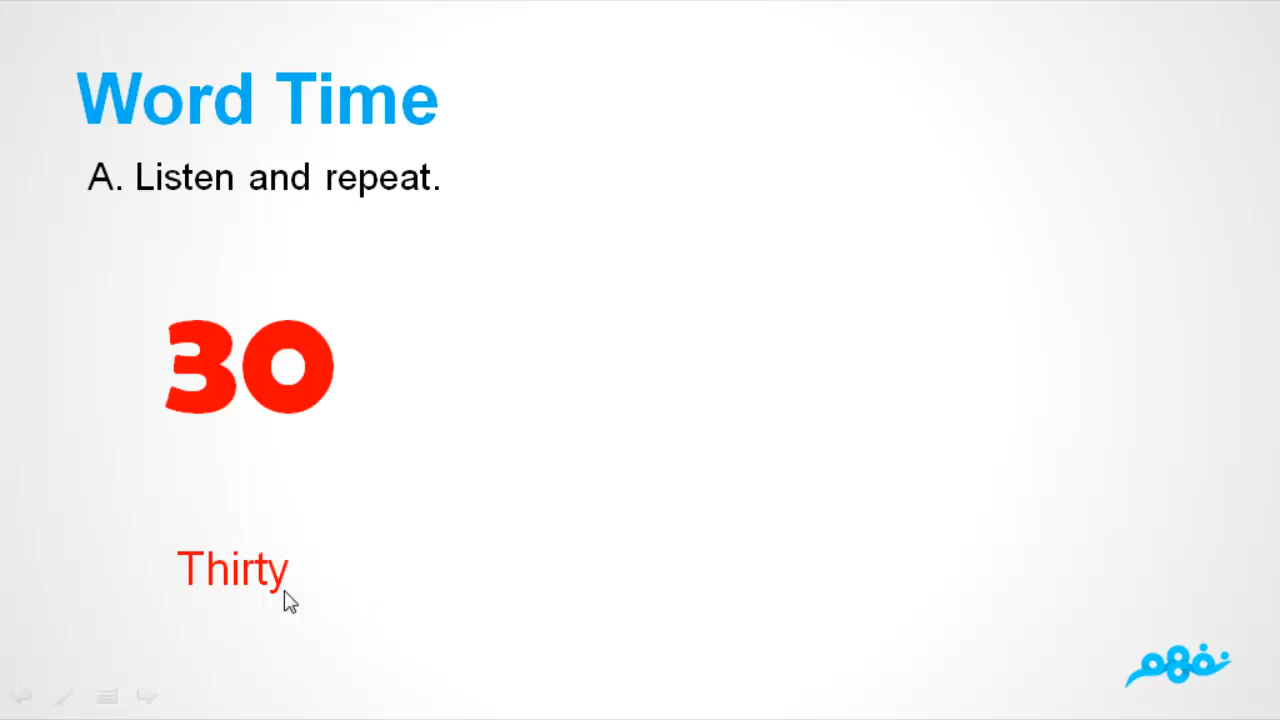 Word Time
A. Listen and repeat.
30
Thirty
نفهم